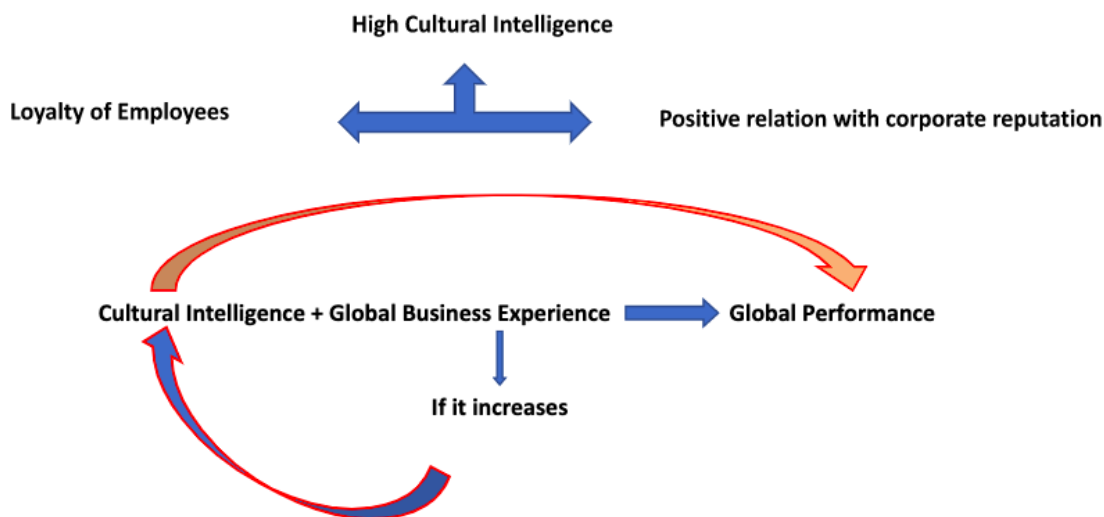 High Cultural Intelligence
Loyalty of Employees
Positive relation with corporate reputation
Cultural Intelligence + Global Business Experience
Global Performance
If it increases